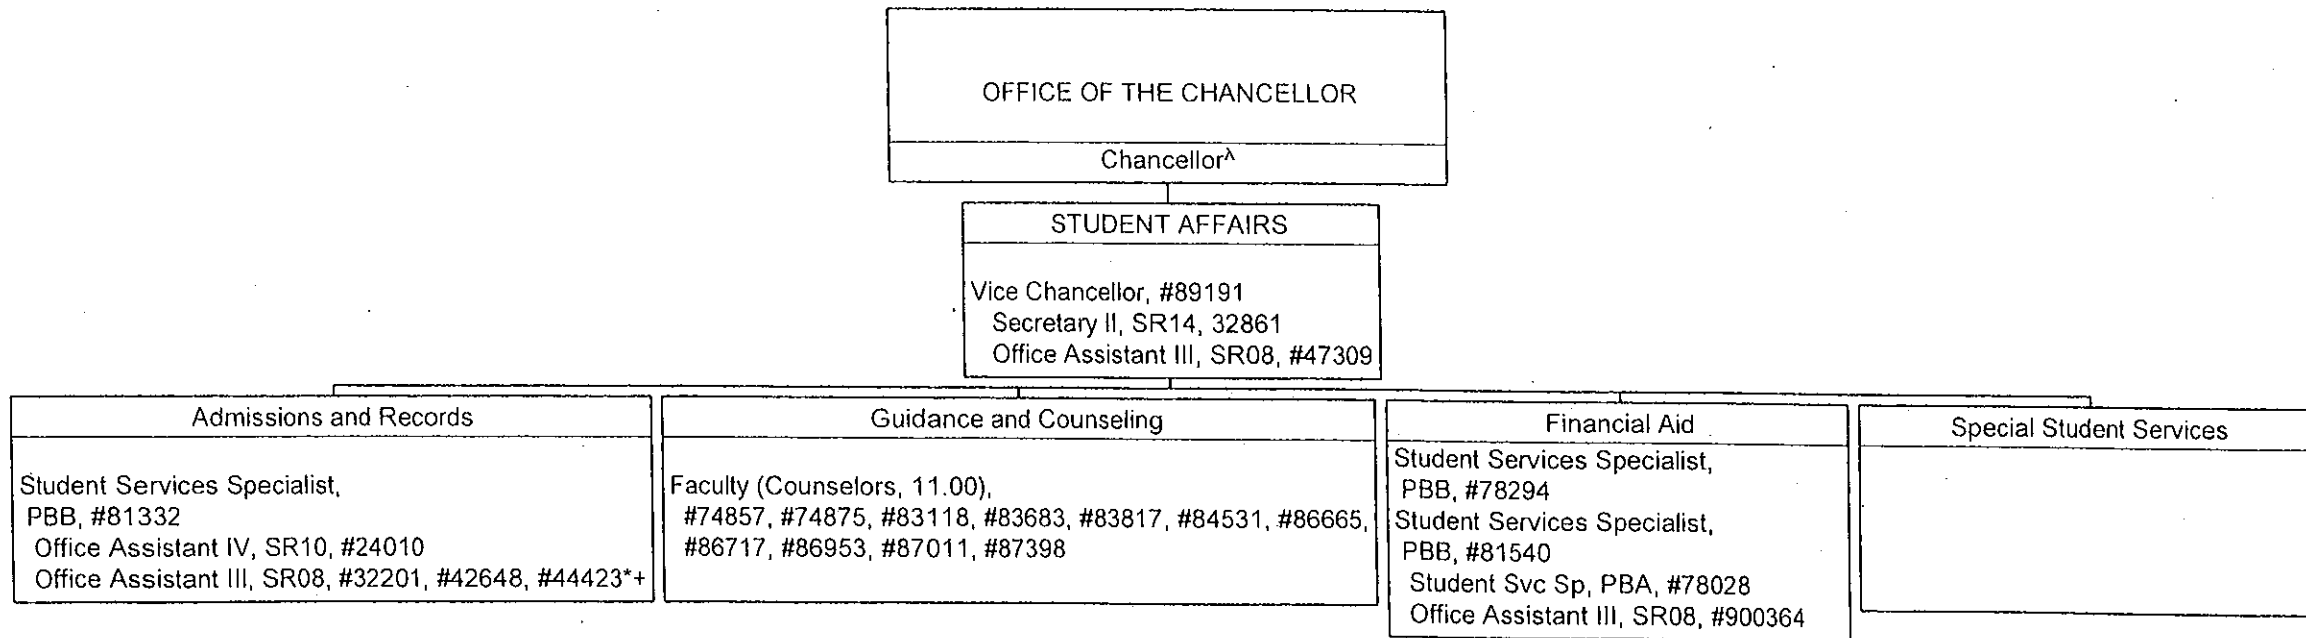 OFFICE OF THE CHANCELLOR
Chancellorλ
STUDENT AFFAIRS
Vice Chancellor, #89191
Secretary II, SR14, 32861
Office Assistant III, SR08, #47309
Admissions and Records
Student Services Specialist,
PBB, #81332
Office Assistant IV, SR10, #24010
Office Assistant III, SR08, #32201, #42648, #44423*+
Guidance and Counseling
Faculty (Counselors, 11.00),
#74857, #74875, #83118, #83683, #83817, #84531, #86665,
#86717, #86953, #87011, #87398
Financial Aid
Student Services Specialist,
PBB, #78294
Student Services Specialist,
PBB, #81540
Student Svc Sp, PBA, #78028
Office Assistant III, SR08, #900364
Special Student Services